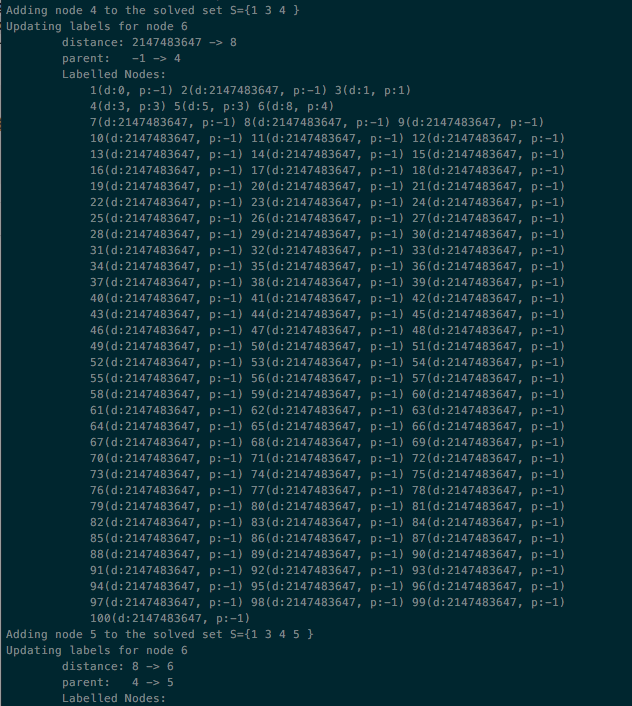 Adding node 4 to the solved set S={1 3 4 }
Updating labels for node 6
distance: 2147483647 -> 8
parent: -1 -> 4
Labelled Nodes:
1(d:0, p:-1) 2(d:2147483647, p:-1) 3(d:1, p:1)
4(d:3, p:3) 5(d:5, p:3) 6(d:8, p:4)
7(d:2147483647, p:-1) 8(d:2147483647, p:-1) 9(d:2147483647, p:-1)
10(d:2147483647, p:-1) 11(d:2147483647, p:-1) 12(d:2147483647, p:-1)
13(d:2147483647, p:-1) 14(d:2147483647, p:-1) 15(d:2147483647, p:-1)
16(d:2147483647, p:-1) 17(d:2147483647, p:-1) 18(d:2147483647, p:-1)
19(d:2147483647, p:-1) 20(d:2147483647, p:-1) 21(d:2147483647, p:-1)
22(d:2147483647, p:-1) 23(d:2147483647, p:-1) 24(d:2147483647, p:-1)
25(d:2147483647, p:-1) 26(d:2147483647, p:-1) 27(d:2147483647, p:-1)
28(d:2147483647, p:-1) 29(d:2147483647, p:-1) 30(d:2147483647, p:-1)
31(d:2147483647, p:-1) 32(d:2147483647, p:-1) 33(d:2147483647, p:-1)
34(d:2147483647, p:-1) 35(d:2147483647, p:-1) 36(d:2147483647, p:-1)
37(d:2147483647, p:-1) 38(d:2147483647, p:-1) 39(d:2147483647, p:-1)
40(d:2147483647, p:-1) 41(d:2147483647, p:-1) 42(d:2147483647, p:-1)
43(d:2147483647, p:-1) 44(d:2147483647, p:-1) 45(d:2147483647, p:-1)
46(d:2147483647, p:-1) 47(d:2147483647, p:-1) 48(d:2147483647, p:-1)
49(d:2147483647, p:-1) 50(d:2147483647, p:-1) 51(d:2147483647, p:-1)
52(d:2147483647, p:-1) 53(d:2147483647, p:-1) 54(d:2147483647, p:-1)
55(d:2147483647, p:-1) 56(d:2147483647, p:-1) 57(d:2147483647, p:-1)
58(d:2147483647, p:-1) 59(d:2147483647, p:-1) 60(d:2147483647, p:-1)
61(d:2147483647, p:-1) 62(d:2147483647, p:-1) 63(d:2147483647, p:-1)
64(d:2147483647, p:-1) 65(d:2147483647, p:-1) 66(d:2147483647, p:-1)
67(d:2147483647, p:-1) 68(d:2147483647, p:-1) 69(d:2147483647, p:-1)
70(d:2147483647, p:-1) 71(d:2147483647, p:-1) 72(d:2147483647, p:-1)
73(d:2147483647, p:-1) 74(d:2147483647, p:-1) 75(d:2147483647, p:-1)
76(d:2147483647, p:-1) 77(d:2147483647, p:-1) 78(d:2147483647, p:-1)
79(d:2147483647, p:-1) 80(d:2147483647, p:-1) 81(d:2147483647, p:-1)
82(d:2147483647, p:-1) 83(d:2147483647, p:-1) 84(d:2147483647, p:-1)
85(d:2147483647, p:-1) 86(d:2147483647, p:-1) 87(d:2147483647, p:-1)
88(d:2147483647, p:-1) 89(d:2147483647, p:-1) 90(d:2147483647, p:-1)
91(d:2147483647, p:-1) 92(d:2147483647, p:-1) 93(d:2147483647, p:-1)
94(d:2147483647, p:-1) 95(d:2147483647, p:-1) 96(d:2147483647, p:-1)
97(d:2147483647, p:-1) 98(d:2147483647, p:-1) 99(d:2147483647, p:-1)
100(d:2147483647, p:-1)
Adding node 5 to the solved set S={1 3 4 5 }
Updating labels for node 6
distance: 8 -> 6
parent: 4 -> 5
Labelled Nodes: